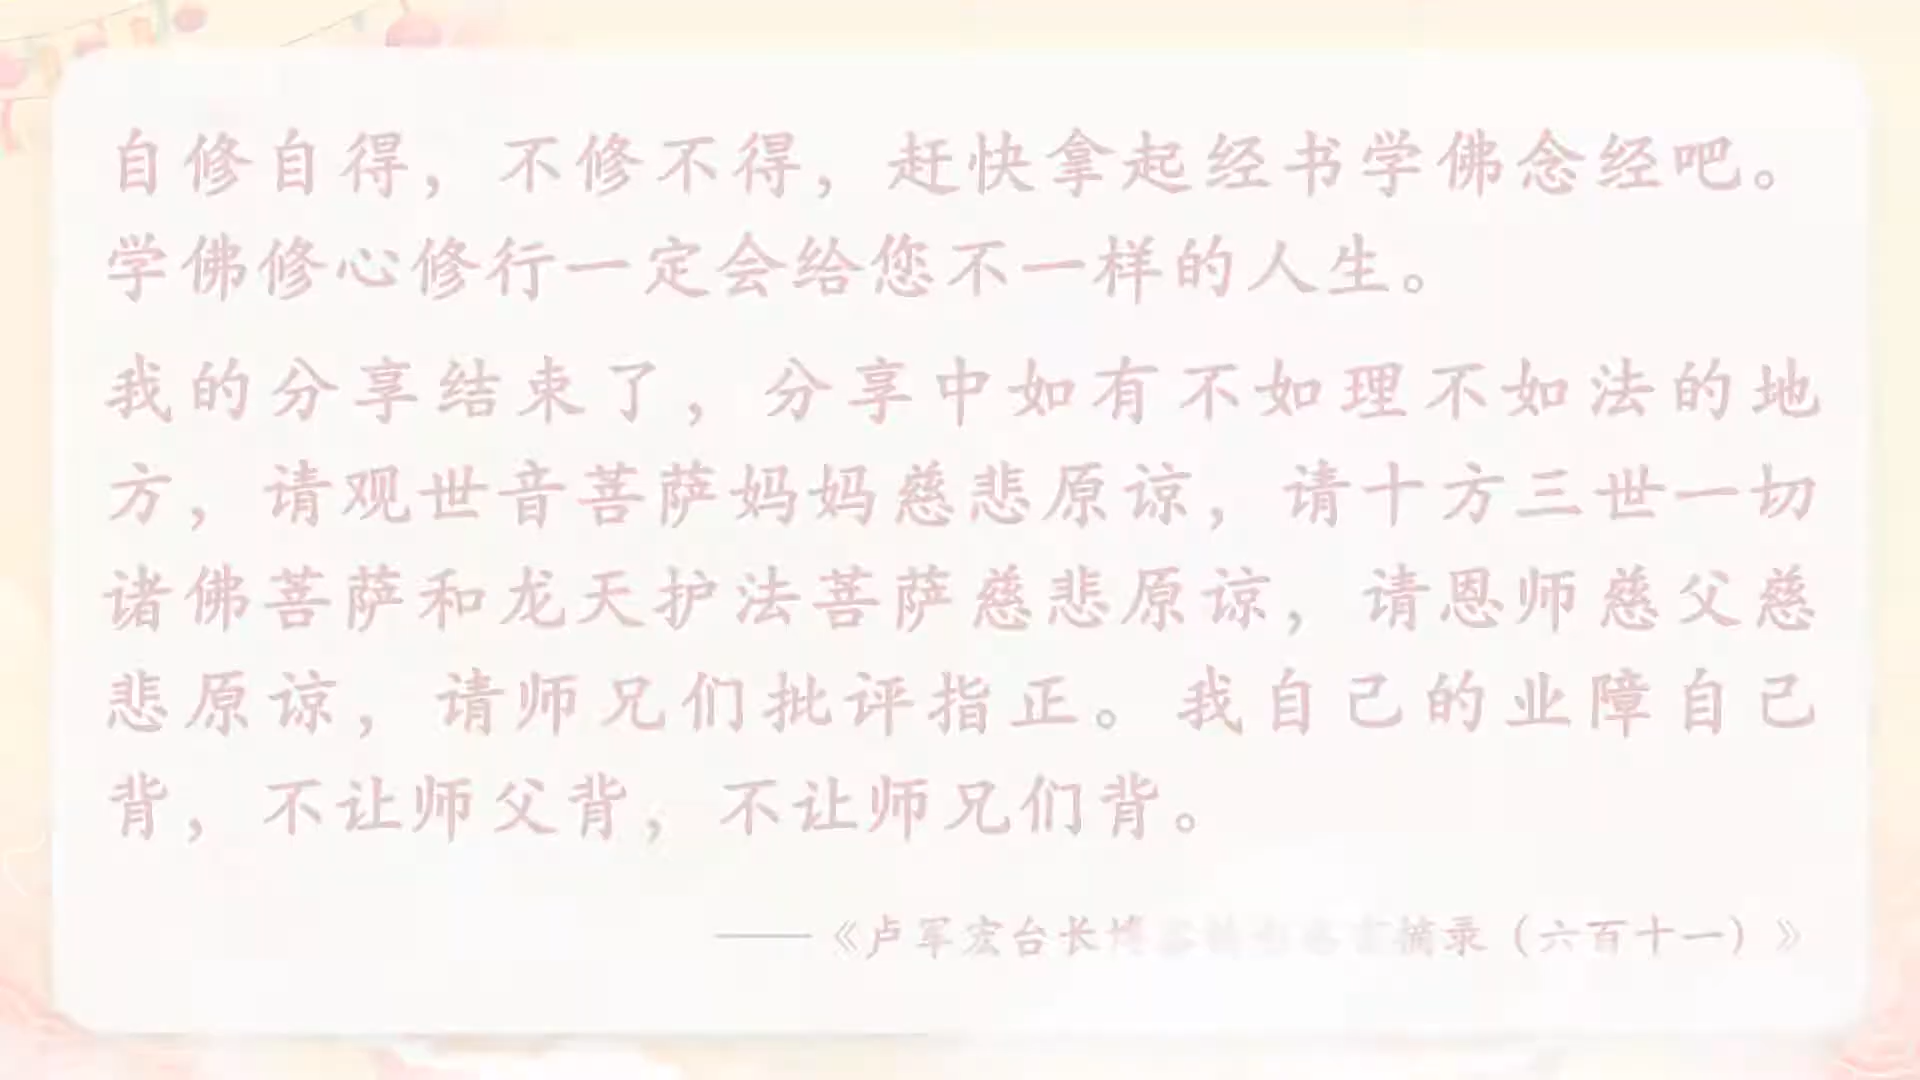 自修自得，不修不得，赶快拿起经书学佛念经吧。
学佛修心修行一定会给您不一样的人生。
我的分享结束了，分享中如有不如理不如法的地
方，请观世音菩萨妈妈慈悲原谅，请十方三世一切
诸佛菩萨和龙天护法菩萨慈悲原谅，请恩师慈父慈
悲原谅，请师兄们批评指正。我自己的业障自己
背，不让师父背，不让师兄们背。
——《卢军宏台长摘录（六百十一）》